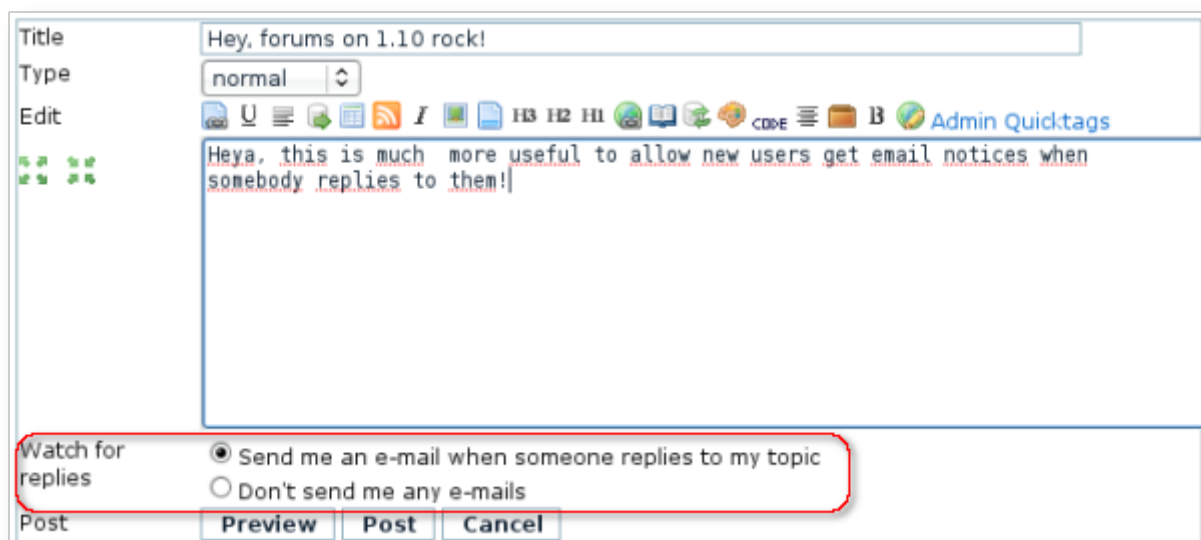 Title Hey, forums on 1.10 rock!
Type normal
Edit U I H3 H2 H1 CODE B Admin Quicktags
Heya, this is much  more useful to allow new users get email notices when
somebody replies to them!
Watch for
replies
Send me an e-mail when someone replies to my topic
Don't send me any e-mails
Post Preview Post Cancel